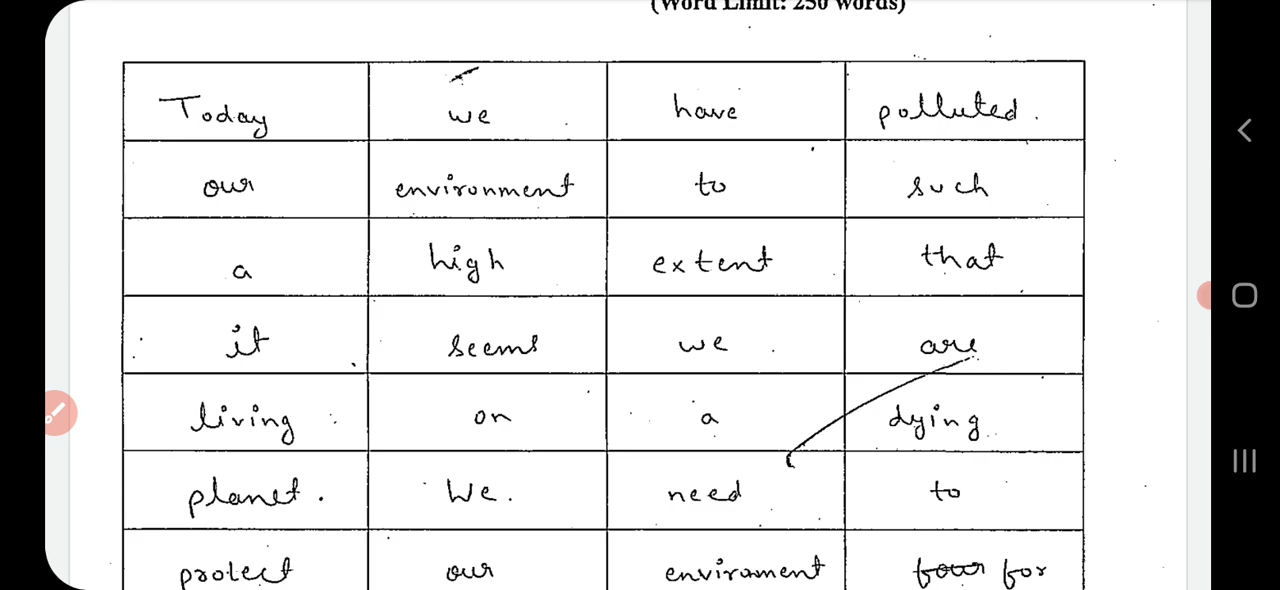 (Word Limit: 250 words)
Today we have polluted.
our environment to such
a high extent that
it seems we are
living on a dying
planet. We. need to
protect our enviroment for